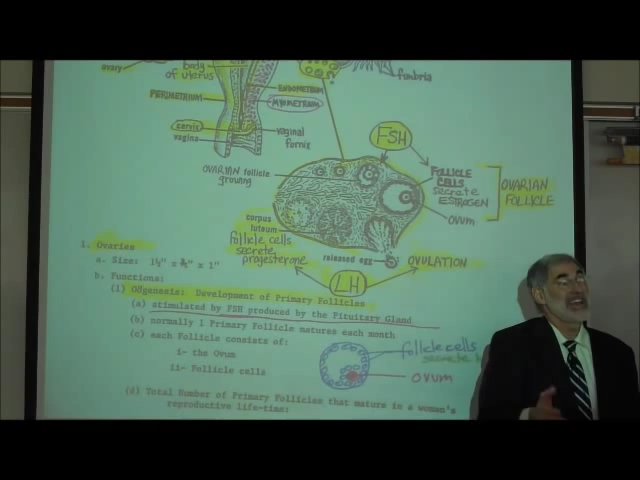 ovary
body
of uterus
fimbria
ENDOMETRIUM
PERIMETRIUM
MYOMETRIUM
cervix
vagina
vaginal
fornix
FSH
OVARIAN follicle
growing
FOLLICLE
CELLS
secrete
ESTROGEN
OVARIAN
FOLLICLE
OVUM
corpus
luteum
follicle cells
secrete
progesterone
released egg
LH
OVULATION
1. Ovaries
a. Size: 1½" x ¾" x 1"
b. Functions:
(1) Oögenesis: Development of Primary Follicles
(a) stimulated by FSH produced by the Pituitary Gland
(b) normally 1 Primary Follicle matures each month
(c) each Follicle consists of:
i- the Ovum
ii- Follicle cells
follicle cells
secrete
OVUM
(d) Total Number of Primary Follicles that mature in a woman's
reproductive life-time: